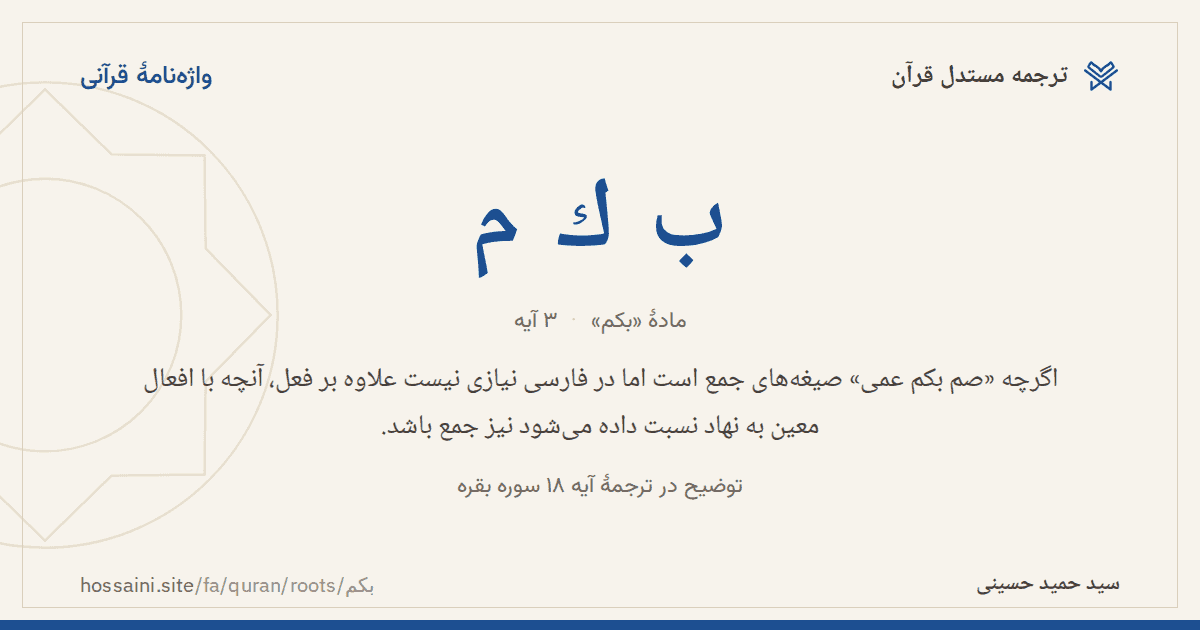 ترجمه مستدل قرآن
واژه‌نامهٔ قرآنی
ب ك م
مادهٔ «بکم» · ۳ آیه
اگرچه «صم بکم عمی» صیغه‌های جمع است اما در فارسی نیازی نیست علاوه بر فعل، آنچه با افعال
معین به نهاد نسبت داده می‌شود نیز جمع باشد.
توضیح در ترجمهٔ آیه ۱۸ سوره بقره
سید حمید حسینی
hossaini.site/fa/quran/roots/بکم